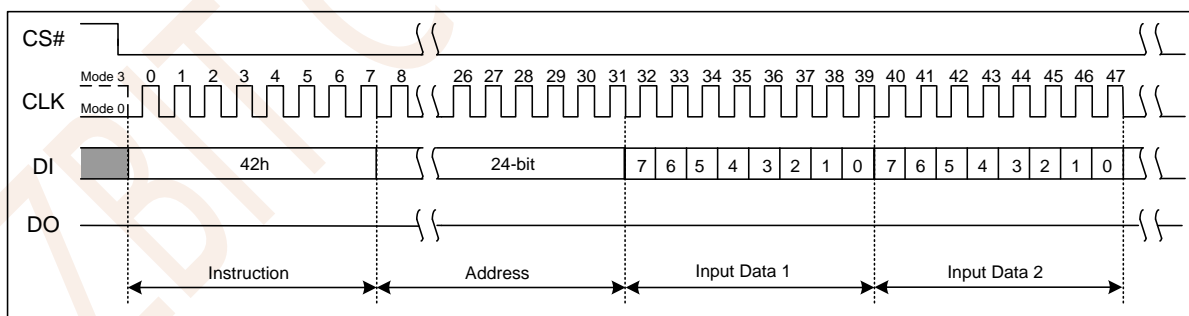 CS#
Mode 3 0 1 2 3 4 5 6 7 8 26 27 28 29 30 31 32 33 34 35 36 37 38 39 40 41 42 43 44 45 46 47
CLK
Mode 0
DI 42h 24-bit 7 6 5 4 3 2 1 0 7 6 5 4 3 2 1 0
DO
Instruction Address Input Data 1 Input Data 2
ZBIT C